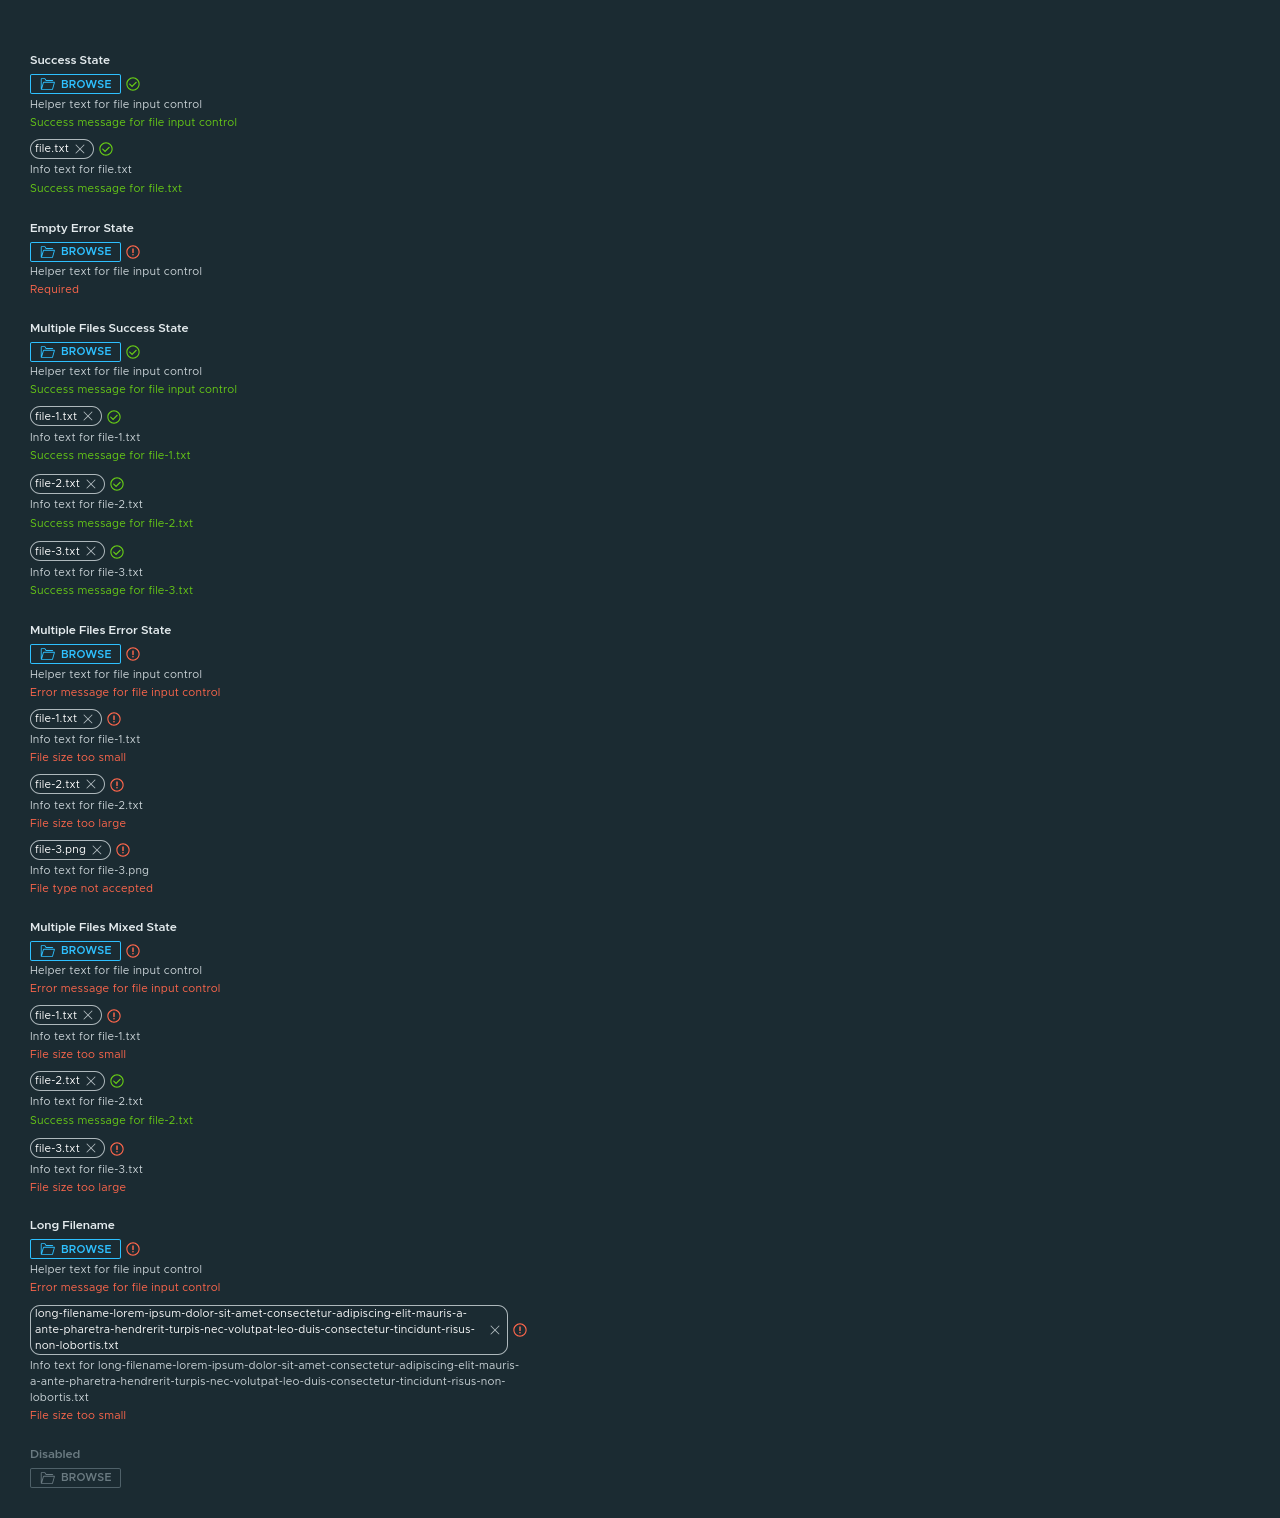 Success State
BROWSE
Helper text for file input control
Success message for file input control
file.txt
Info text for file.txt
Success message for file.txt
Empty Error State
BROWSE
Helper text for file input control
Required
Multiple Files Success State
BROWSE
Helper text for file input control
Success message for file input control
file-1.txt
Info text for file-1.txt
Success message for file-1.txt
file-2.txt
Info text for file-2.txt
Success message for file-2.txt
file-3.txt
Info text for file-3.txt
Success message for file-3.txt
Multiple Files Error State
BROWSE
Helper text for file input control
Error message for file input control
file-1.txt
Info text for file-1.txt
File size too small
file-2.txt
Info text for file-2.txt
File size too large
file-3.png
Info text for file-3.png
File type not accepted
Multiple Files Mixed State
BROWSE
Helper text for file input control
Error message for file input control
file-1.txt
Info text for file-1.txt
File size too small
file-2.txt
Info text for file-2.txt
Success message for file-2.txt
file-3.txt
Info text for file-3.txt
File size too large
Long Filename
BROWSE
Helper text for file input control
Error message for file input control
long-filename-lorem-ipsum-dolor-sit-amet-consectetur-adipiscing-elit-mauris-a-
ante-pharetra-hendrerit-turpis-nec-volutpat-leo-duis-consectetur-tincidunt-risus-
non-lobortis.txt
Info text for long-filename-lorem-ipsum-dolor-sit-amet-consectetur-adipiscing-elit-mauris-
a-ante-pharetra-hendrerit-turpis-nec-volutpat-leo-duis-consectetur-tincidunt-risus-non-
lobortis.txt
File size too small
Disabled
BROWSE